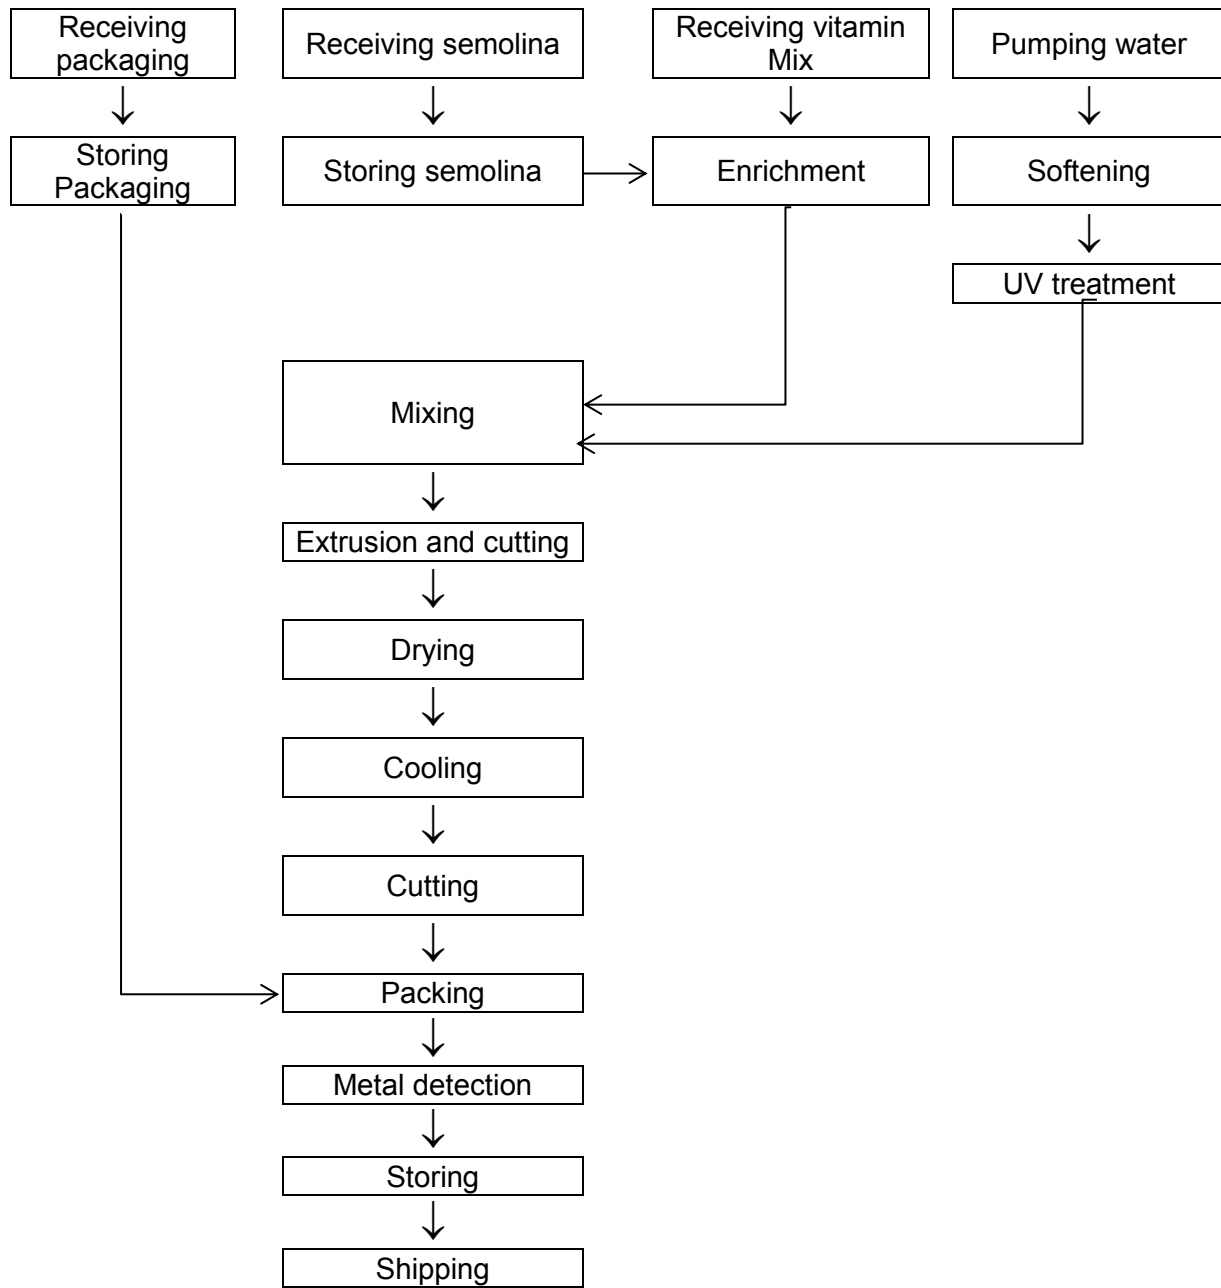 Receiving
packaging
Receiving semolina
Receiving vitamin
Mix
Pumping water
Storing
Packaging
Storing semolina
Enrichment
Softening
UV treatment
Mixing
Extrusion and cutting
Drying
Cooling
Cutting
Packing
Metal detection
Storing
Shipping